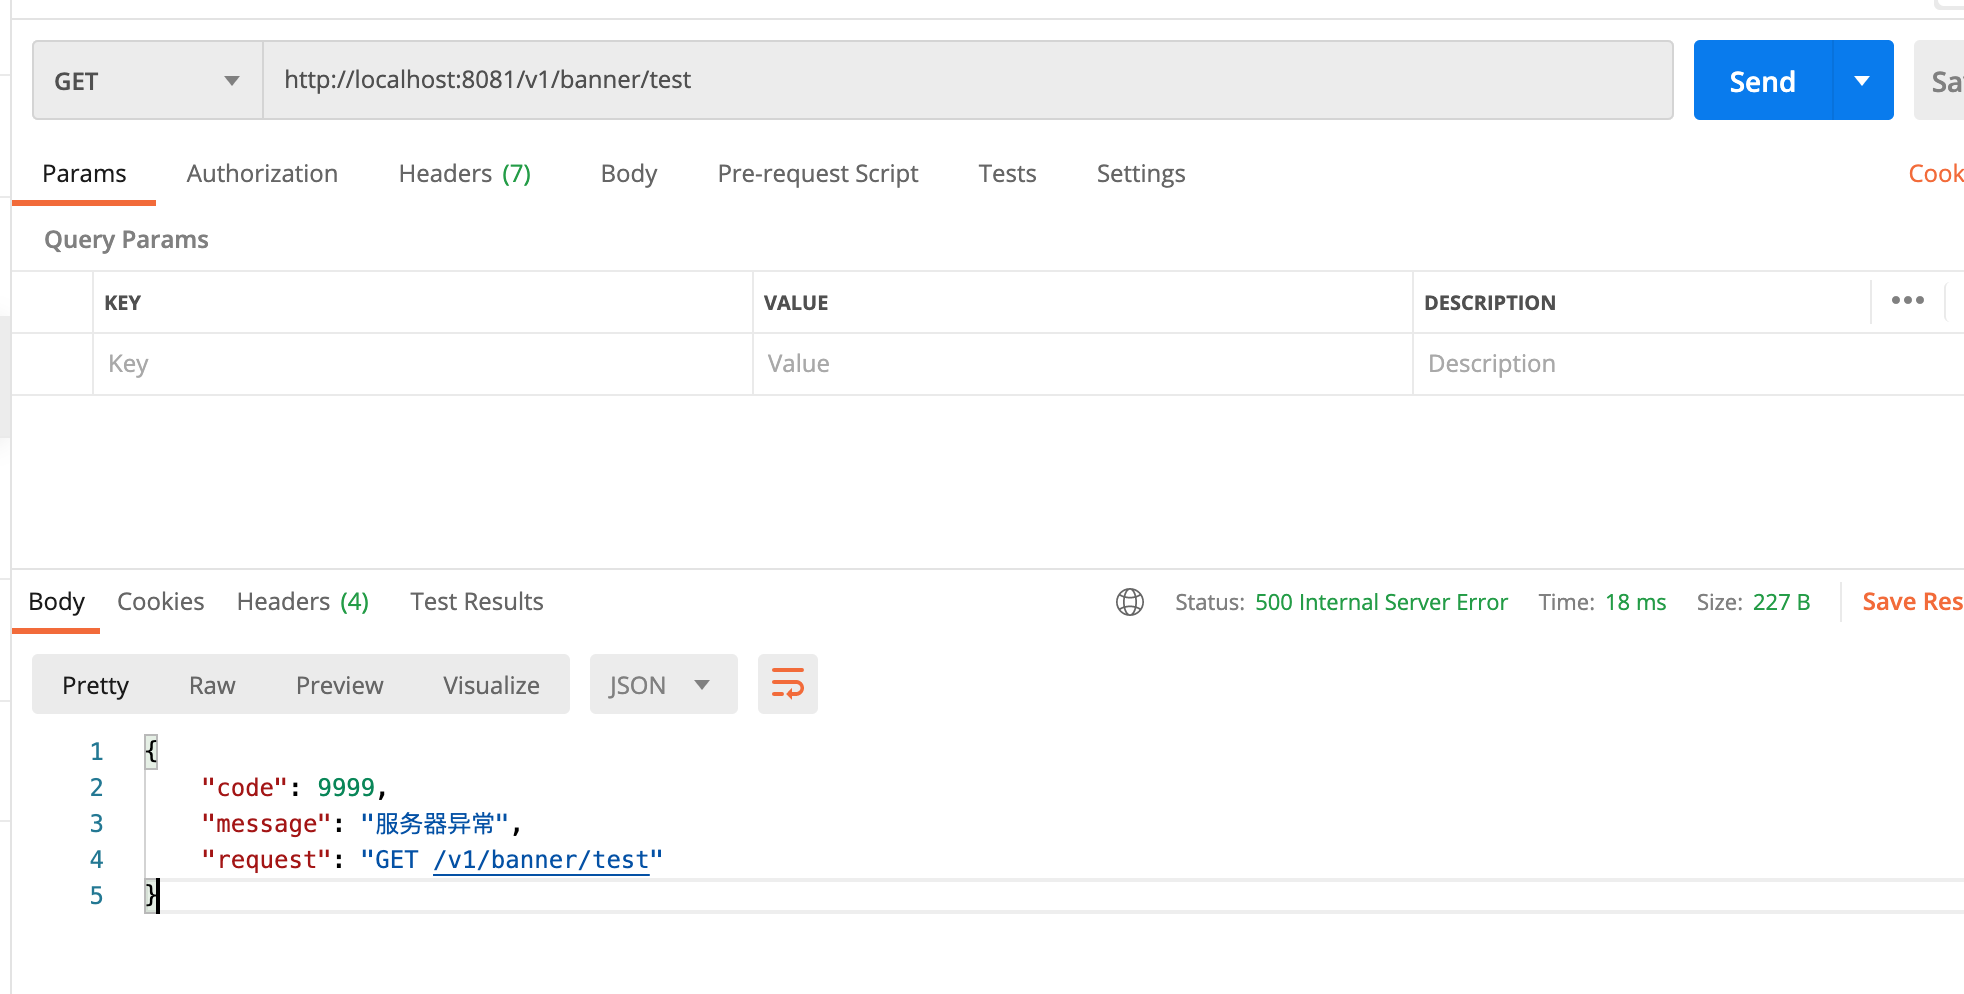 GET http://localhost:8081/v1/banner/test Send Sa
Params Authorization Headers (7) Body Pre-request Script Tests Settings Cook
Query Params
KEY VALUE DESCRIPTION
Key Value Description
Body Cookies Headers (4) Test Results Status: 500 Internal Server Error Time: 18 ms Size: 227 B Save Res
Pretty Raw Preview Visualize JSON
1 {
2 "code": 9999,
3 "message": "服务器异常",
4 "request": "GET /v1/banner/test"
5 }